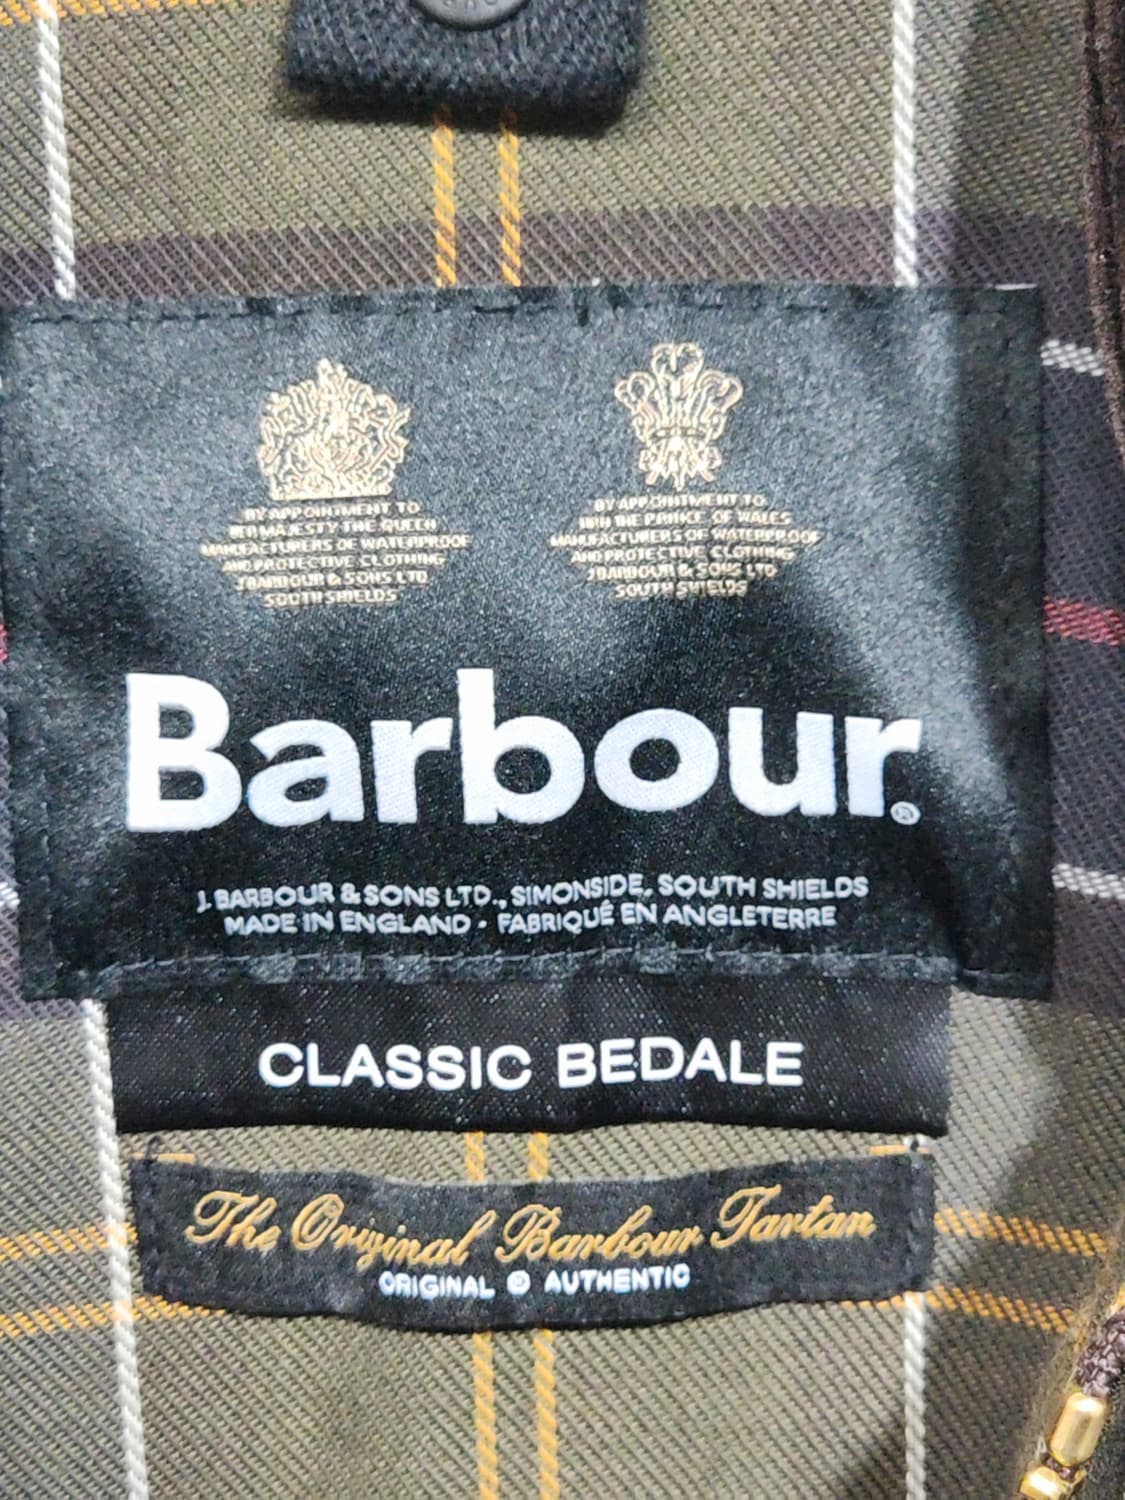 BY APPOINTMENT TO
HER MAJESTY THE QUEEN
MANUFACTURERS OF WATERPROOF
AND PROTECTIVE CLOTHING
J BARBOUR & SONS LTD
SOUTH SHIELDS
BY APPOINTMENT TO
HRH THE PRINCE OF WALES
MANUFACTURERS OF WATERPROOF
AND PROTECTIVE CLOTHING
J BARBOUR & SONS LTD
SOUTH SHIELDS
Barbour®
J. BARBOUR & SONS LTD., SIMONSIDE, SOUTH SHIELDS
MADE IN ENGLAND · FABRIQUÉ EN ANGLETERRE
CLASSIC BEDALE
The Original Barbour Tartan
ORIGINAL @ AUTHENTIC